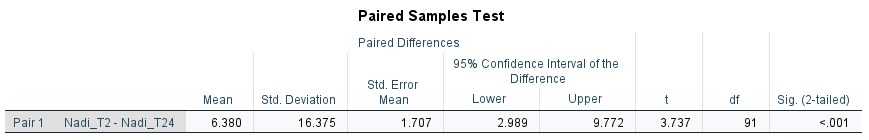 Paired Samples Test
Paired Differences
95% Confidence Interval of the
Difference
Mean Std. Deviation Std. Error
Mean Lower Upper t df Sig. (2-tailed)
Pair 1 Nadi_T2 - Nadi_T24 6.380 16.375 1.707 2.989 9.772 3.737 91 <.001